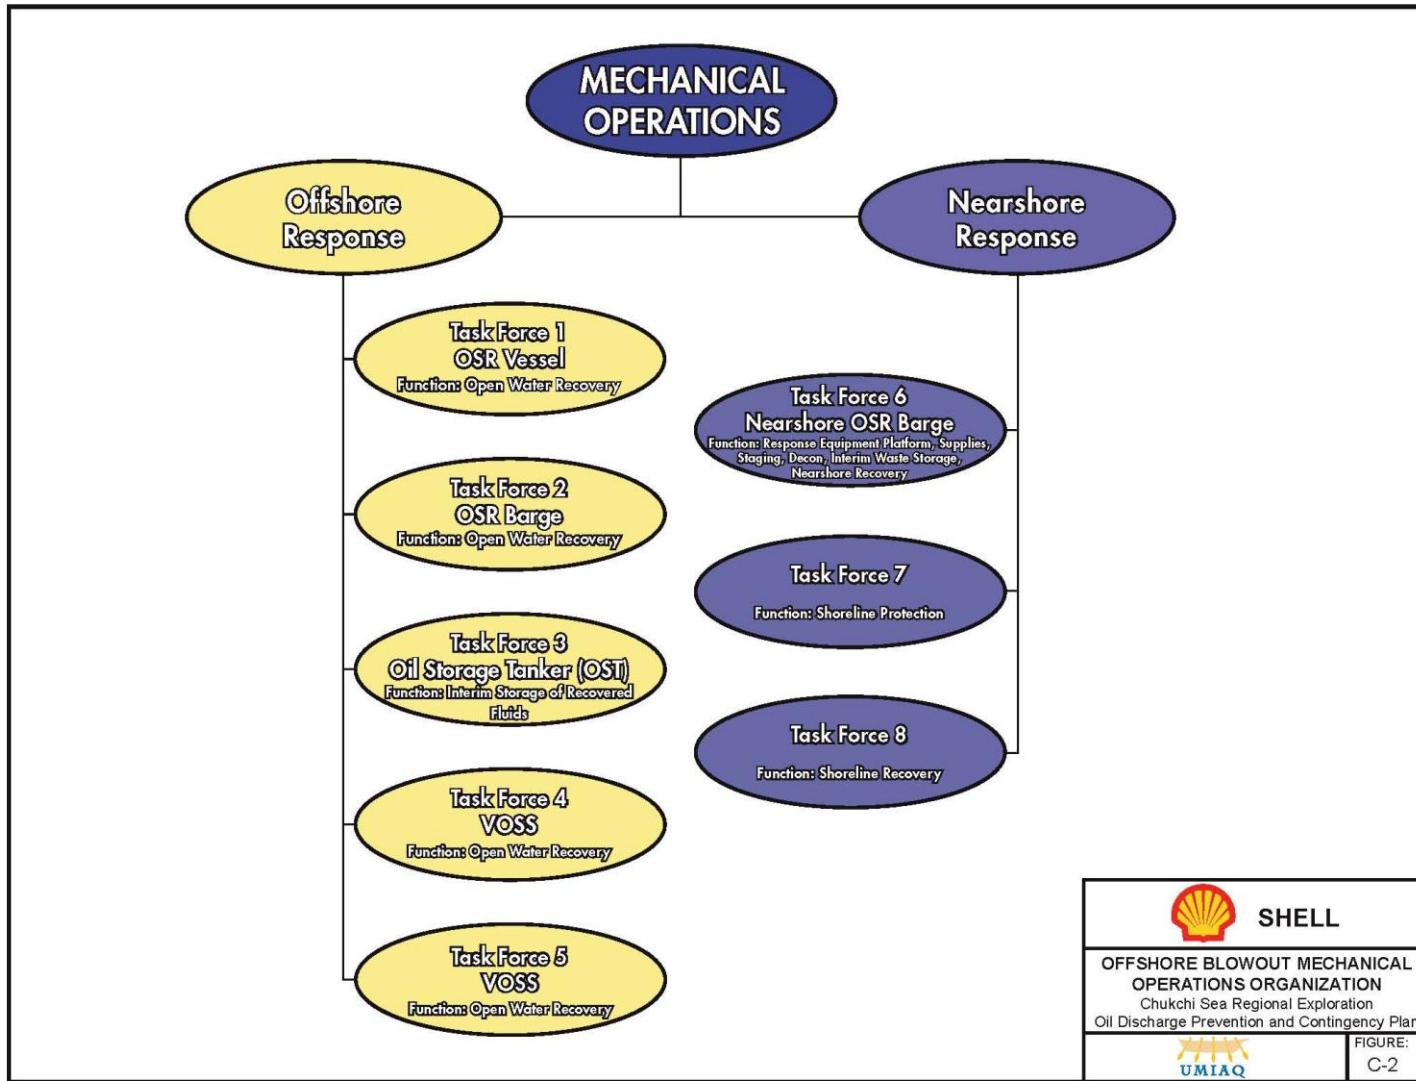 MECHANICAL
OPERATIONS
Offshore
Response
Nearshore
Response
Task Force 1
OSR Vessel
Function: Open Water Recovery
Task Force 2
OSR Barge
Function: Open Water Recovery
Task Force 3
Oil Storage Tanker (OST)
Function: Interim Storage of Recovered
Fluids
Task Force 4
VOSS
Function: Open Water Recovery
Task Force 5
VOSS
Function: Open Water Recovery
Task Force 6
Nearshore OSR Barge
Function: Response Equipment Platform, Supplies,
Staging, Decon, Interim Waste Storage,
Nearshore Recovery
Task Force 7
Function: Shoreline Protection
Task Force 8
Function: Shoreline Recovery
SHELL
OFFSHORE BLOWOUT MECHANICAL
OPERATIONS ORGANIZATION
Chukchi Sea Regional Exploration
Oil Discharge Prevention and Contingency Plan
UMIAQ
FIGURE:
C-2